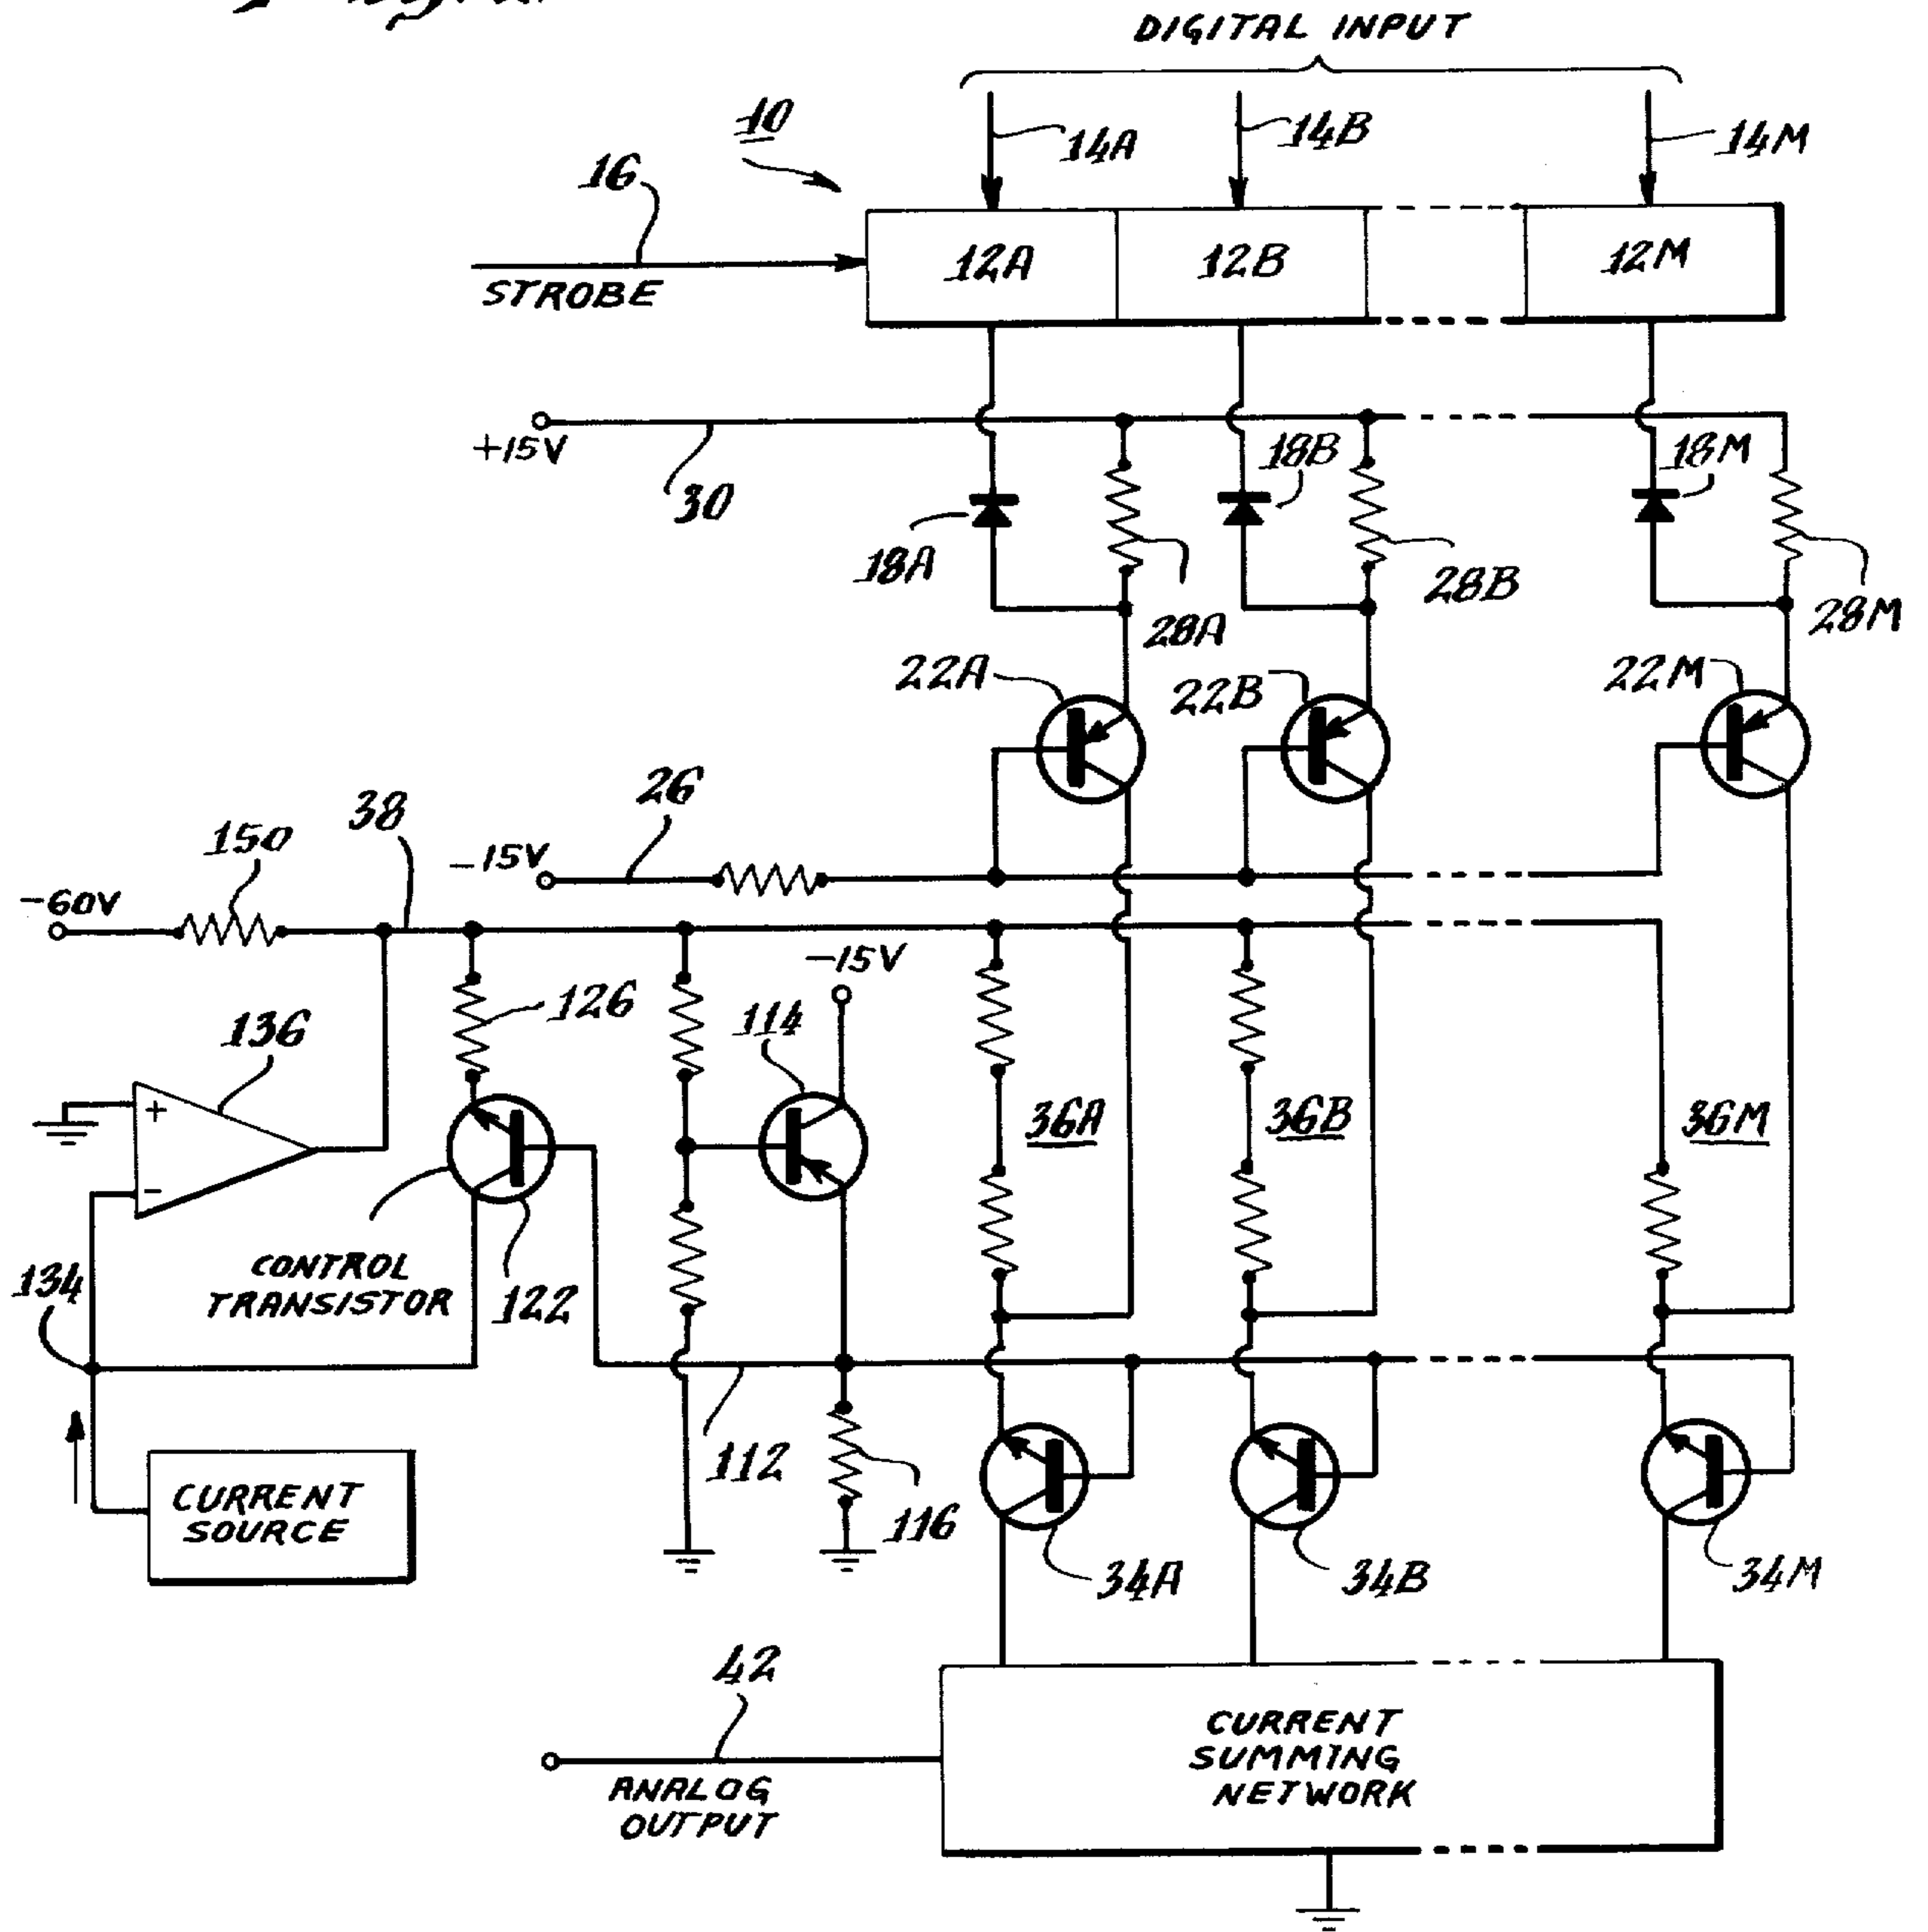 DIGITAL INPUT
10
14A
14B
14M
16
STROBE
12A
12B
12M
+15V
30
18A
18B
18M
28A
28B
28M
22A
22B
22M
26
38
150
-15V
-60V
-15V
126
114
136
+
-
36A
36B
36M
134
CONTROL
TRANSISTOR
122
112
116
CURRENT
SOURCE
34A
34B
34M
42
ANALOG
OUTPUT
CURRENT
SUMMING
NETWORK